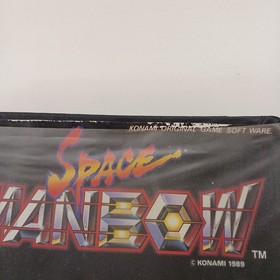 KONAMI ORIGINAL GAME SOFT WARE.
SPACE
MANBOW
TM
© KONAMI 1989